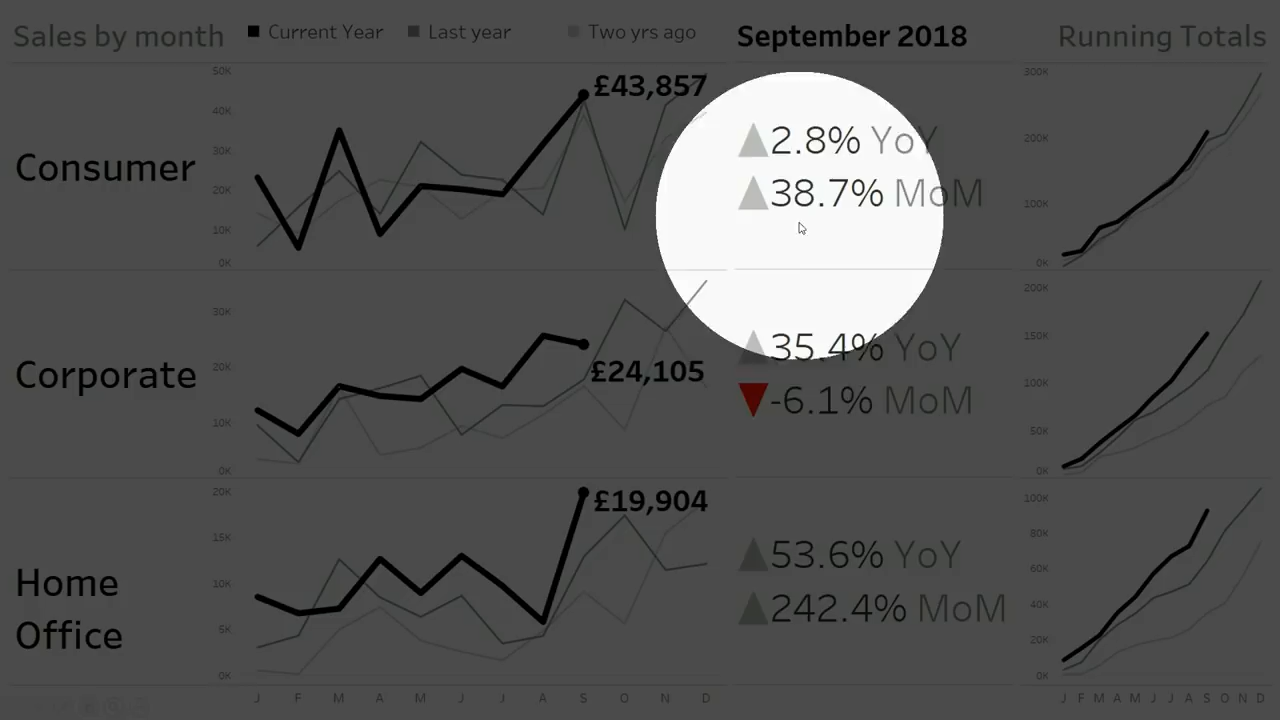 Sales by month
Current Year
Last year
Two yrs ago
September 2018
Running Totals
Consumer
50K
40K
30K
20K
10K
0K
£43,857
2.8% YoY
38.7% MoM
300K
200K
100K
0K
Corporate
30K
20K
10K
0K
£24,105
35.4% YoY
-6.1% MoM
200K
150K
100K
50K
0K
Home
Office
20K
15K
10K
5K
0K
£19,904
53.6% YoY
242.4% MoM
100K
80K
60K
40K
20K
0K
J F M A M J J A S O N D
J F M A M J J A S O N D